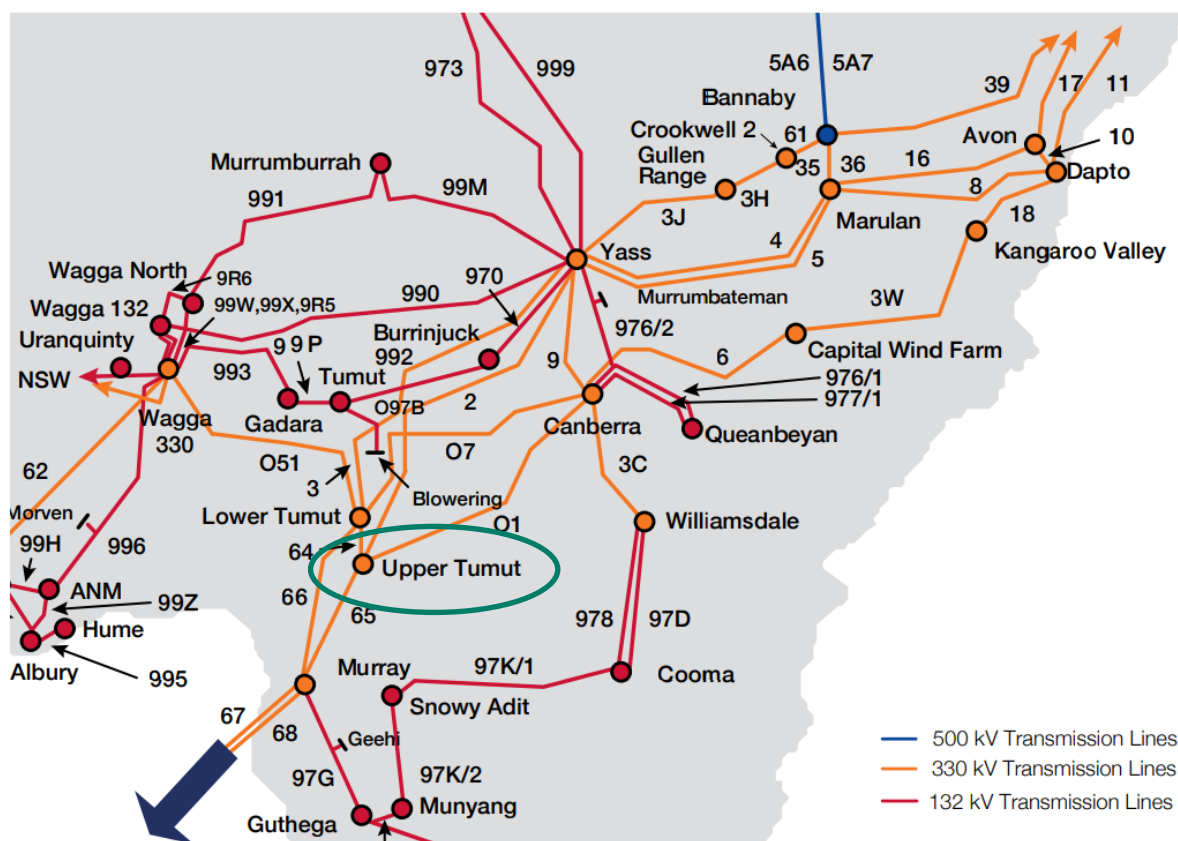 973
999
5A6
5A7
39
17
11
Bannaby
Crookwell 2
61
Avon
10
Gullen
Range
35
36
16
Dapto
Murrumburrah
99M
991
3H
3J
8
18
Marulan
4
5
Kangaroo Valley
Yass
Wagga North
9R6
970
Murrumbateman
3W
Wagga 132
99W,99X,9R5
990
976/2
Uranquinty
Burrinjuck
9
6
Capital Wind Farm
NSW
993
9 9 P
992
976/1
Tumut
977/1
O97B
2
Wagga
330
Gadara
Canberra
Queanbeyan
62
O51
O7
3C
3
Blowering
Morven
Lower Tumut
O1
Williamsdale
99H
996
64
Upper Tumut
ANM
99Z
66
65
978
97D
Hume
Albury
995
Murray
97K/1
Cooma
Snowy Adit
67
68
Geehi
97G
97K/2
Munyang
Guthega
500 kV Transmission Lines
330 kV Transmission Lines
132 kV Transmission Lines